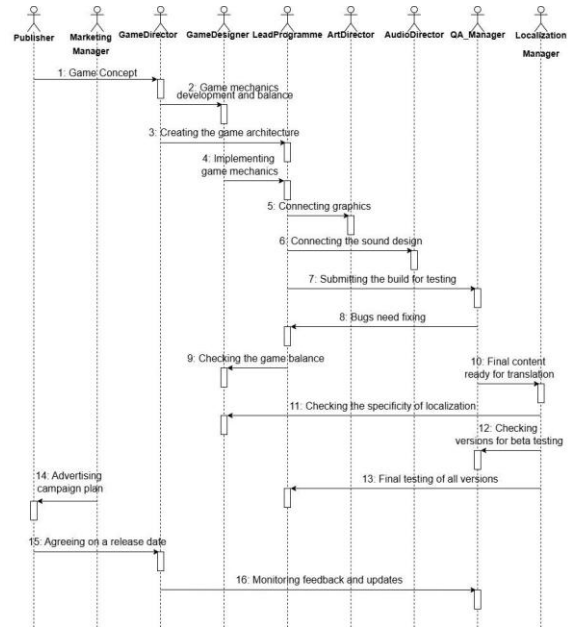 Publisher
Marketing
Manager
GameDirector
GameDesigner
LeadProgramme
ArtDirector
AudioDirector
QA_Manager
Localization
Manager
1: Game Concept
2: Game mechanics
development and balance
3: Creating the game architecture
4: Implementing
game mechanics
5: Connecting graphics
6: Connecting the sound design
7: Submitting the build for testing
8: Bugs need fixing
9: Checking the game balance
10: Final content
ready for translation
11: Checking the specificity of localization
12: Checking
versions for beta testing
13: Final testing of all versions
14: Advertising
campaign plan
15: Agreeing on a release date
16: Monitoring feedback and updates